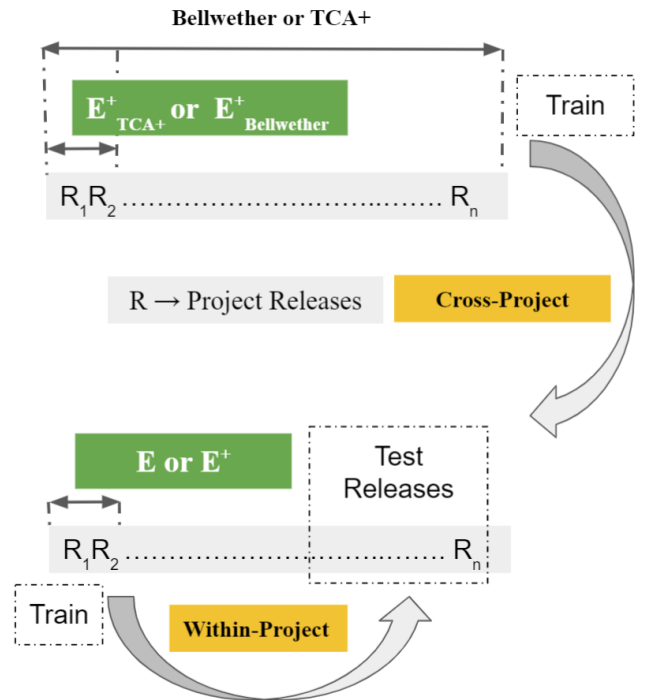 Bellwether or TCA+
E⁺TCA+ or E⁺Bellwether
Train
R₁R₂ ................................................ Rₙ
R → Project Releases
Cross-Project
E or E⁺
Test
Releases
R₁R₂ ................................................ Rₙ
Train
Within-Project